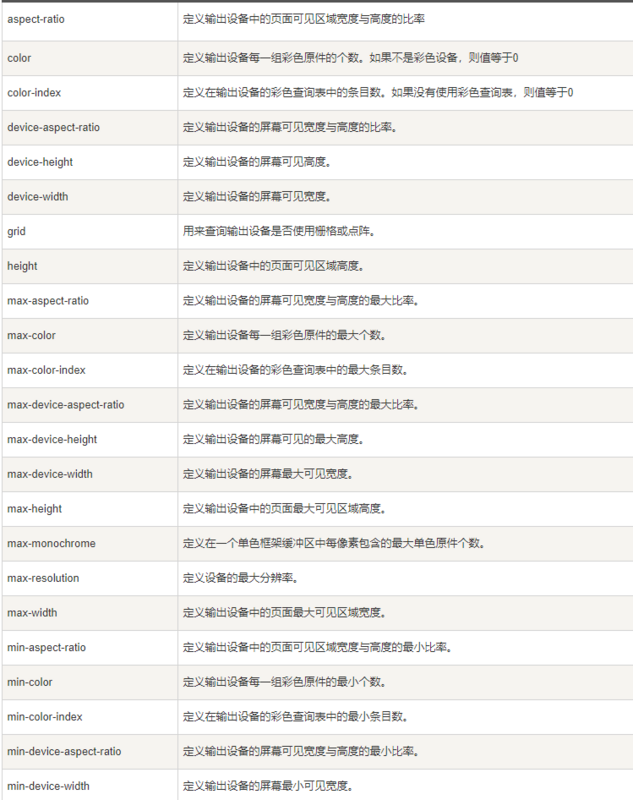 aspect-ratio 定义输出设备中的页面可见区域宽度与高度的比率
color 定义输出设备每一组彩色原件的个数。如果不是彩色设备，则值等于0
color-index 定义在输出设备的彩色查询表中的条目数。如果没有使用彩色查询表，则值等于0
device-aspect-ratio 定义输出设备的屏幕可见宽度与高度的比率。
device-height 定义输出设备的屏幕可见高度。
device-width 定义输出设备的屏幕可见宽度。
grid 用来查询输出设备是否使用栅格或点阵。
height 定义输出设备中的页面可见区域高度。
max-aspect-ratio 定义输出设备的屏幕可见宽度与高度的最大比率。
max-color 定义输出设备每一组彩色原件的最大个数。
max-color-index 定义在输出设备的彩色查询表中的最大条目数。
max-device-aspect-ratio 定义输出设备的屏幕可见宽度与高度的最大比率。
max-device-height 定义输出设备的屏幕可见的最大高度。
max-device-width 定义输出设备的屏幕最大可见宽度。
max-height 定义输出设备中的页面最大可见区域高度。
max-monochrome 定义在一个单色框架缓冲区中每像素包含的最大单色原件个数。
max-resolution 定义设备的最大分辨率。
max-width 定义输出设备中的页面最大可见区域宽度。
min-aspect-ratio 定义输出设备中的页面可见区域宽度与高度的最小比率。
min-color 定义输出设备每一组彩色原件的最小个数。
min-color-index 定义在输出设备的彩色查询表中的最小条目数。
min-device-aspect-ratio 定义输出设备的屏幕可见宽度与高度的最小比率。
min-device-width 定义输出设备的屏幕最小可见宽度。